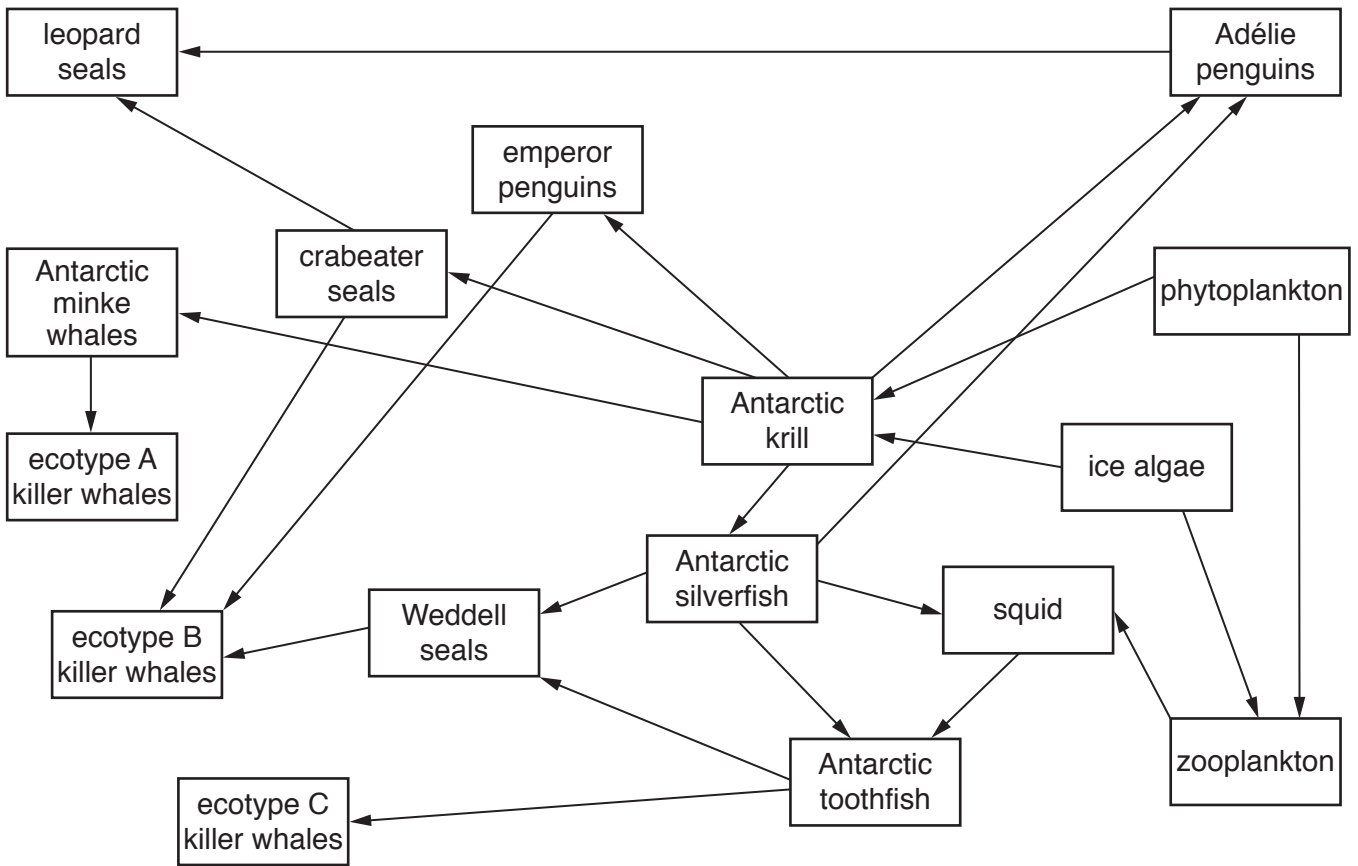 leopard
seals
Adélie
penguins
emperor
penguins
crabeater
seals
Antarctic
minke
whales
phytoplankton
Antarctic
krill
ecotype A
killer whales
ice algae
Antarctic
silverfish
squid
Weddell
seals
ecotype B
killer whales
Antarctic
toothfish
zooplankton
ecotype C
killer whales